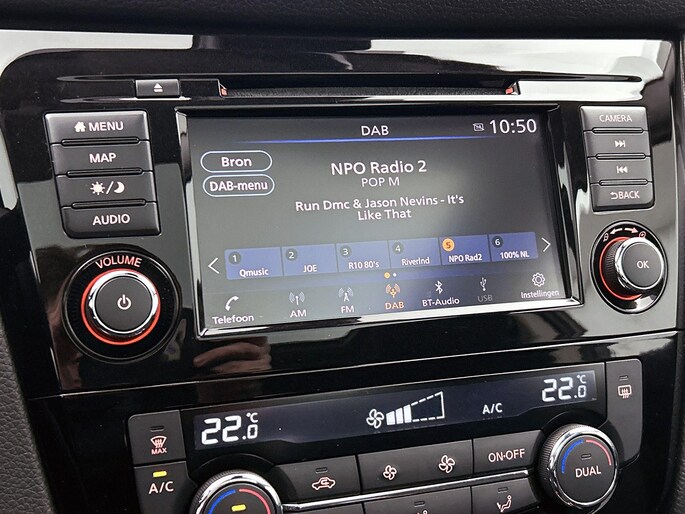 MENU
MAP
AUDIO
VOLUME
DAB
10:50
Bron
DAB-menu
NPO Radio 2
POP M
Run Dmc & Jason Nevins - It's
Like That
1 Qmusic
2 JOE
3 R10 80's
4 Riverlnd
5 NPO Rad2
6 100% NL
Telefoon
AM
FM
DAB
BT-Audio
USB
Instellingen
CAMERA
BACK
OK
22.0 °C
A/C
22.0 °C
MAX
A/C
ON·OFF
DUAL